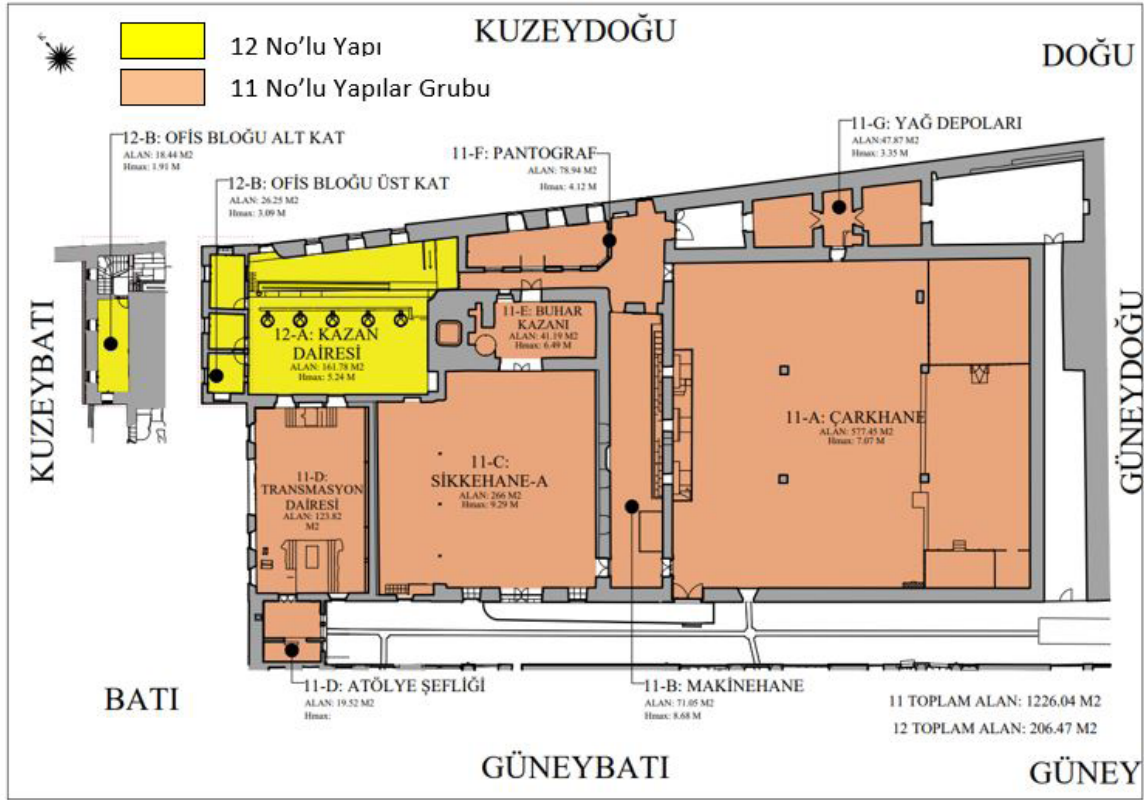 KUZEYDOĞU
DOĞU
12 No'lu Yapı
11 No'lu Yapılar Grubu
12-B: OFİS BLOĞU ALT KAT
ALAN: 18.44 M2
Hmax: 1.91 M
12-B: OFİS BLOĞU ÜST KAT
ALAN: 26.25 M2
Hmax: 3.09 M
11-F: PANTOGRAF
ALAN: 78.94 M2
Hmax: 4.12 M
11-G: YAĞ DEPOLARI
ALAN:47.87 M2
Hmax: 3.35 M
KUZEYBATI
12-A: KAZAN
DAİRESİ
ALAN: 161.78 M2
Hmax: 5.24 M
11-E: BUHAR
KAZANI
ALAN: 41.19 M2
Hmax: 6.49 M
11-A: ÇARKHANE
ALAN: 577.45 M2
Hmax: 7.07 M
GÜNEYDOĞU
11-C:
SİKKEHANE-A
ALAN: 266 M2
Hmax: 9.29 M
11-D:
TRANSMASYON
DAİRESİ
ALAN: 123.82
M2
BATI
11-D: ATÖLYE ŞEFLİĞİ
ALAN: 19.52 M2
Hmax:
11-B: MAKİNEHANE
ALAN: 71.05 M2
Hmax: 8.68 M
11 TOPLAM ALAN: 1226.04 M2
12 TOPLAM ALAN: 206.47 M2
GÜNEYBATI
GÜNEY